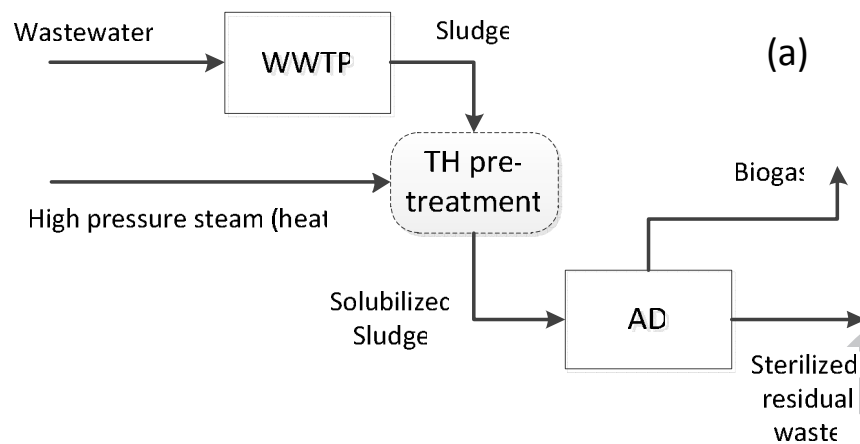 Wastewater
Sludge
(a)
WWTP
TH pre-
treatment
Biogas
High pressure steam (heat
Solubilized
Sludge
AD
Sterilized
residual
waste